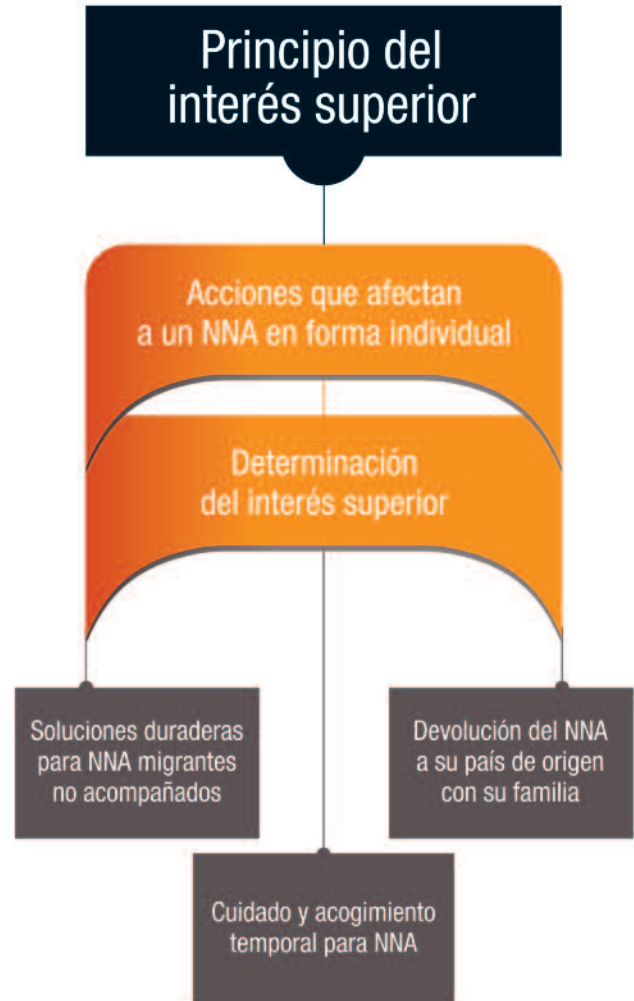 Principio del
interés superior
Acciones que afectan
a un NNA en forma individual
Determinación
del interés superior
Soluciones duraderas
para NNA migrantes
no acompañados
Devolución del NNA
a su país de origen
con su familia
Cuidado y acogimiento
temporal para NNA